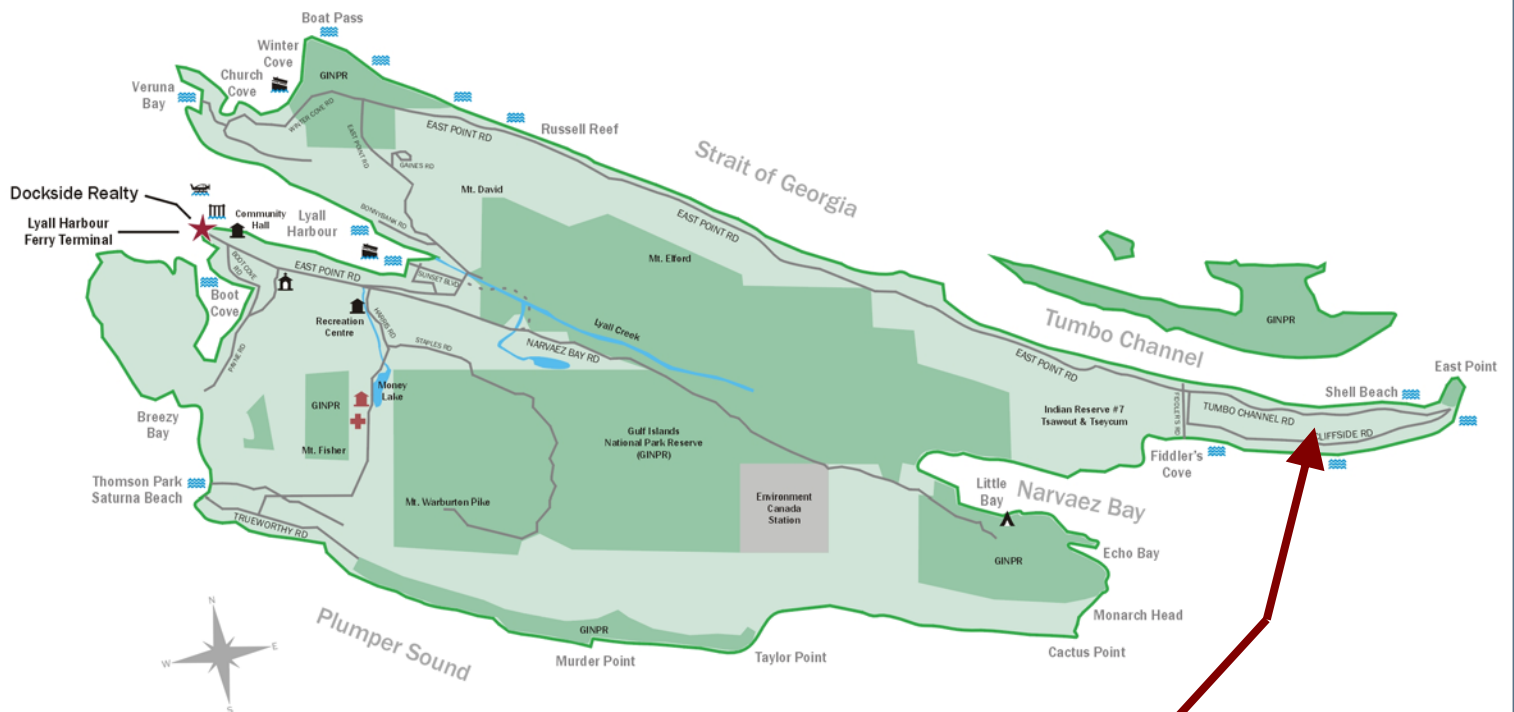 Boat Pass
Winter
Cove
GINPR
Church
Cove
Veruna
Bay
WINTER COVE RD
EAST POINT RD
EAST POINT RD
GAINES RD
Russell Reef
Strait of Georgia
Dockside Realty
Lyall Harbour
Ferry Terminal
Community
Hall
Lyall
Harbour
Mt. David
BONNYBANK RD
EAST POINT RD
BOOT COVE
RD
EAST POINT RD
SUNSET BLVD
Mt. Elford
Boot
Cove
Recreation
Centre
HARRIS RD
STAPLES RD
NARVAEZ BAY RD
Lyall Creek
PAYNE RD
Money
Lake
GINPR
Mt. Fisher
Breezy
Bay
Thomson Park
Saturna Beach
TRUEWORTHY RD
Mt. Warburton Pike
Gulf Islands
National Park Reserve
(GINPR)
Environment
Canada
Station
Tumbo Channel
GINPR
EAST POINT RD
East Point
Shell Beach
Indian Reserve #7
Tsawout & Tseycum
FIDDLER'S RD
TUMBO CHANNEL RD
CLIFFSIDE RD
Fiddler's
Cove
Little
Bay
Narvaez Bay
GINPR
Echo Bay
Monarch Head
Cactus Point
Plumper Sound
GINPR
Murder Point
Taylor Point
N
W
E
S